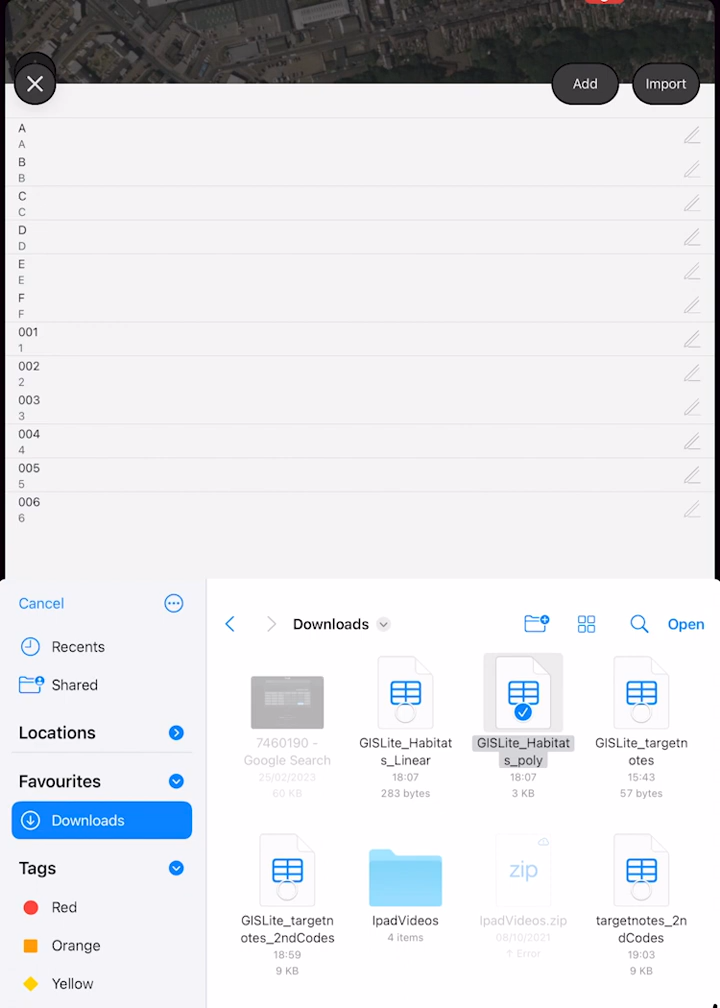 Add
Import
A
A
B
B
C
C
D
D
E
E
F
F
001
1
002
2
003
3
004
4
005
5
006
6
Cancel
Recents
Shared
Locations
Favourites
Downloads
Tags
Red
Orange
Yellow
Downloads
Open
7460190 -
Google Search
25/02/2023
60 KB
GISLite_Habitat
s_Linear
18:07
283 bytes
GISLite_Habitat
s_poly
18:07
3 KB
GISLite_targetn
otes
15:43
57 bytes
GISLite_targetn
otes_2ndCodes
18:59
9 KB
IpadVideos
4 items
zip
IpadVideos.zip
08/10/2021
↑ Error
targetnotes_2n
dCodes
19:03
9 KB